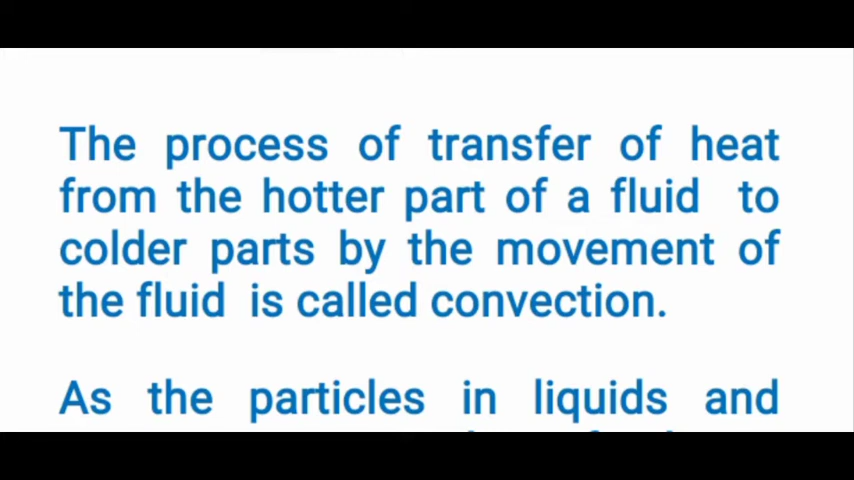 The process of transfer of heat
from the hotter part of a fluid to
colder parts by the movement of
the fluid is called convection.
As the particles in liquids and